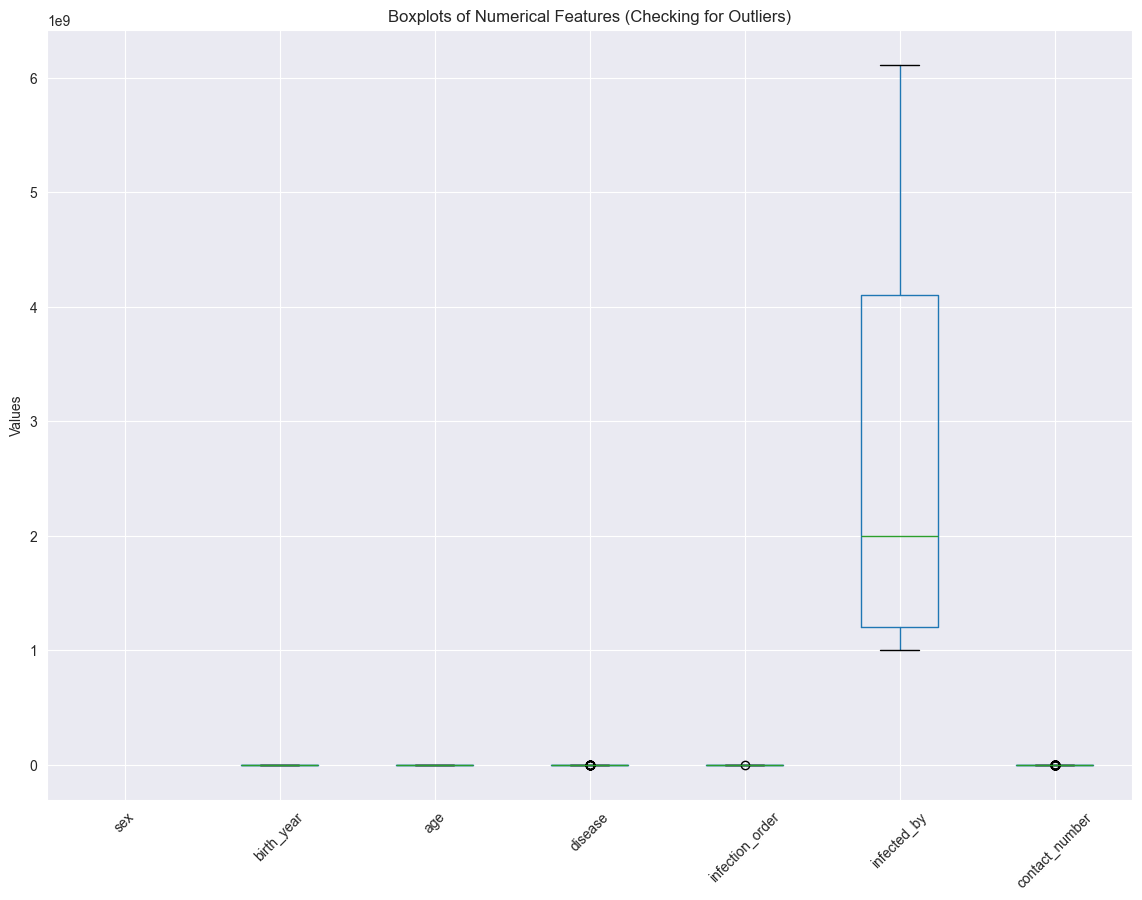 Boxplots of Numerical Features (Checking for Outliers)
1e9
6
5
4
3
2
1
0
Values
sex
birth_year
age
disease
infection_order
infected_by
contact_number